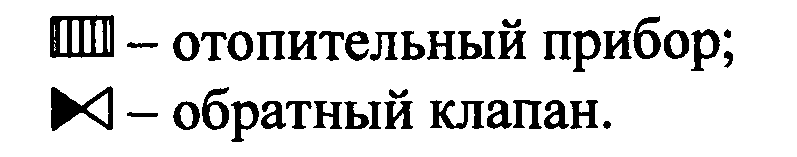 – отопительный прибор;
– обратный клапан.